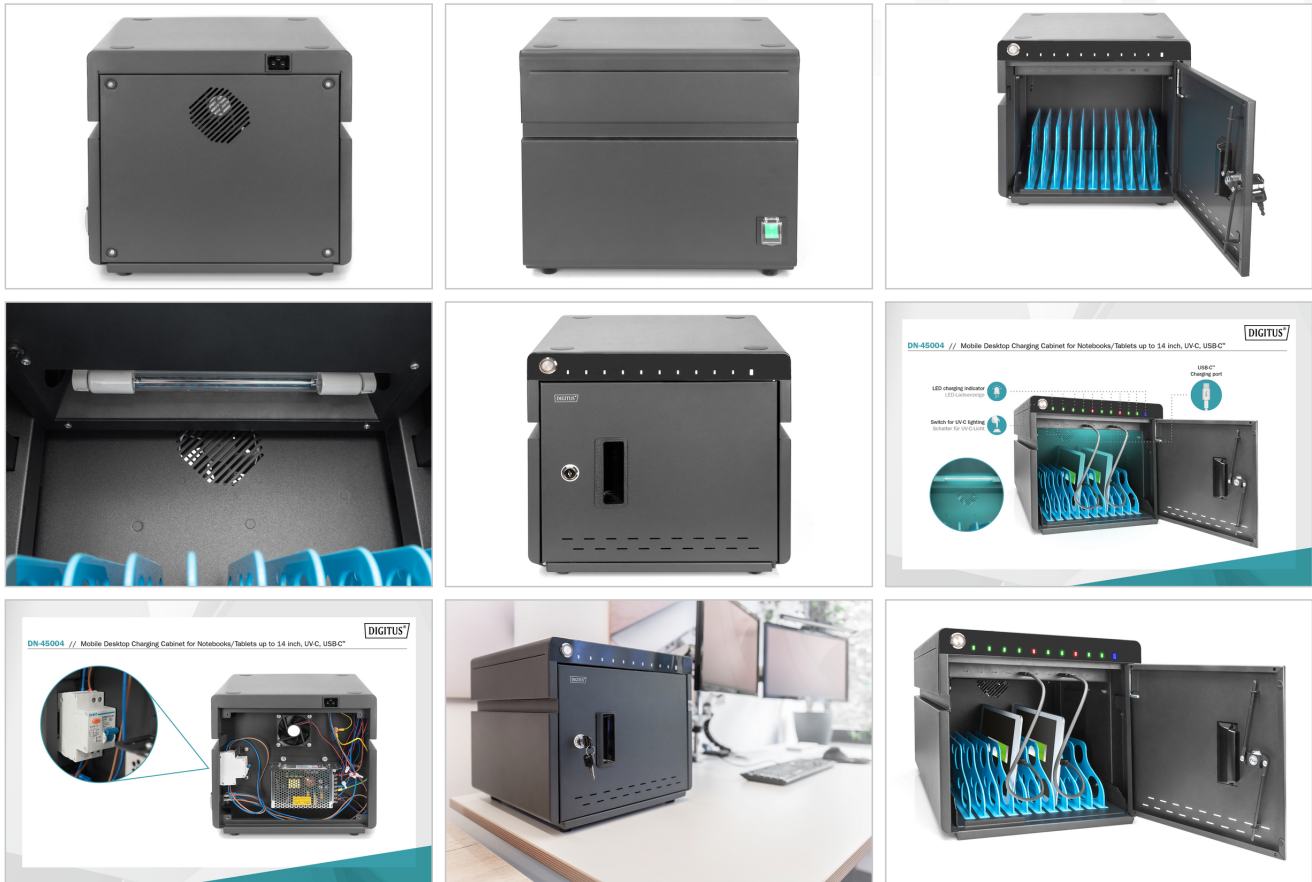 DIGITUS®
DIGITUS®
DN-45004 // Mobile Desktop Charging Cabinet for Notebooks/Tablets up to 14 inch, UV-C, USB-C™
USB-C™
Charging port
LED charging indicator
LED-Ladeanzeige
Switch for UV-C lighting
Schalter für UV-C-Licht
DIGITUS®
DN-45004 // Mobile Desktop Charging Cabinet for Notebooks/Tablets up to 14 inch, UV-C, USB-C™
DIGITUS®